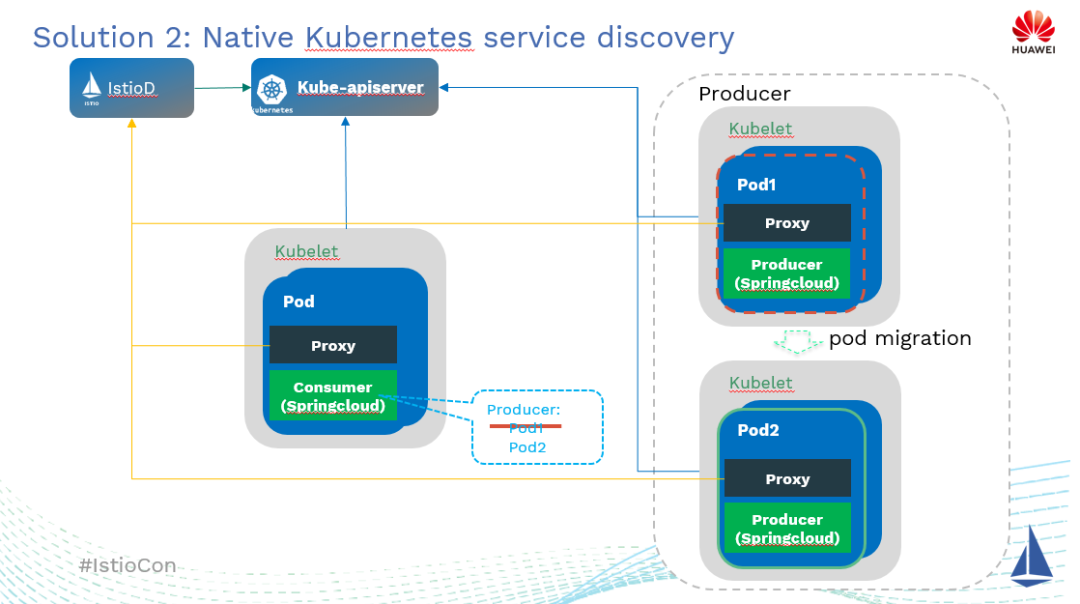 Solution 2: Native Kubernetes service discovery
HUAWEI
IstioD
Istio
Kube-apiserver
kubernetes
Producer
Kubelet
Pod1
Proxy
Producer
(Springcloud)
pod migration
Kubelet
Pod
Proxy
Consumer
(Springcloud)
Producer:
Pod1
Pod2
Kubelet
Pod2
Proxy
Producer
(Springcloud)
#IstioCon